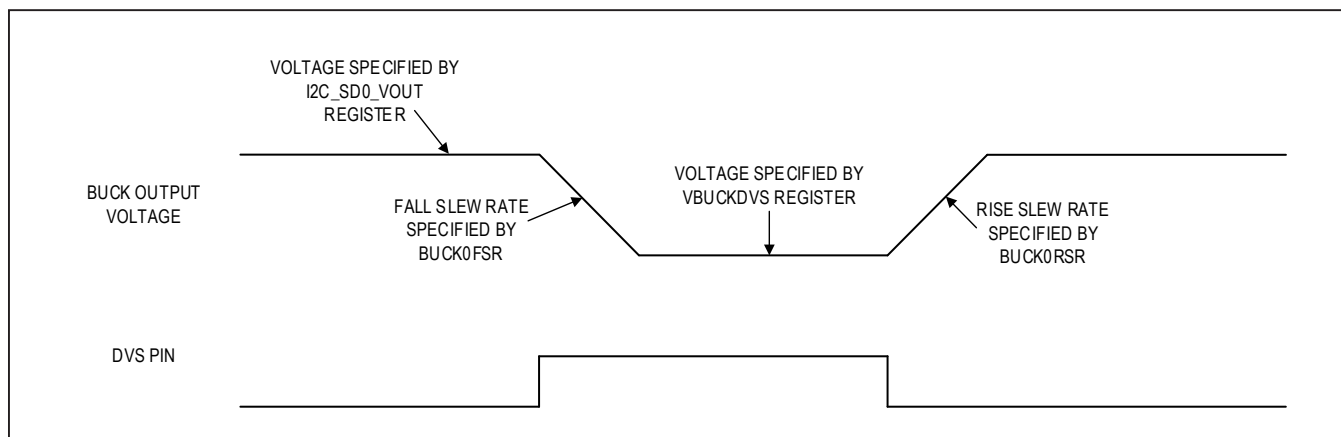 VOLTAGE SPECIFIED BY
I2C_SD0_VOUT
REGISTER
BUCK OUTPUT
VOLTAGE
FALL SLEW RATE
SPECIFIED BY
BUCK0FSR
VOLTAGE SPECIFIED BY
VBUCKDVS REGISTER
RISE SLEW RATE
SPECIFIED BY
BUCK0RSR
DVS PIN